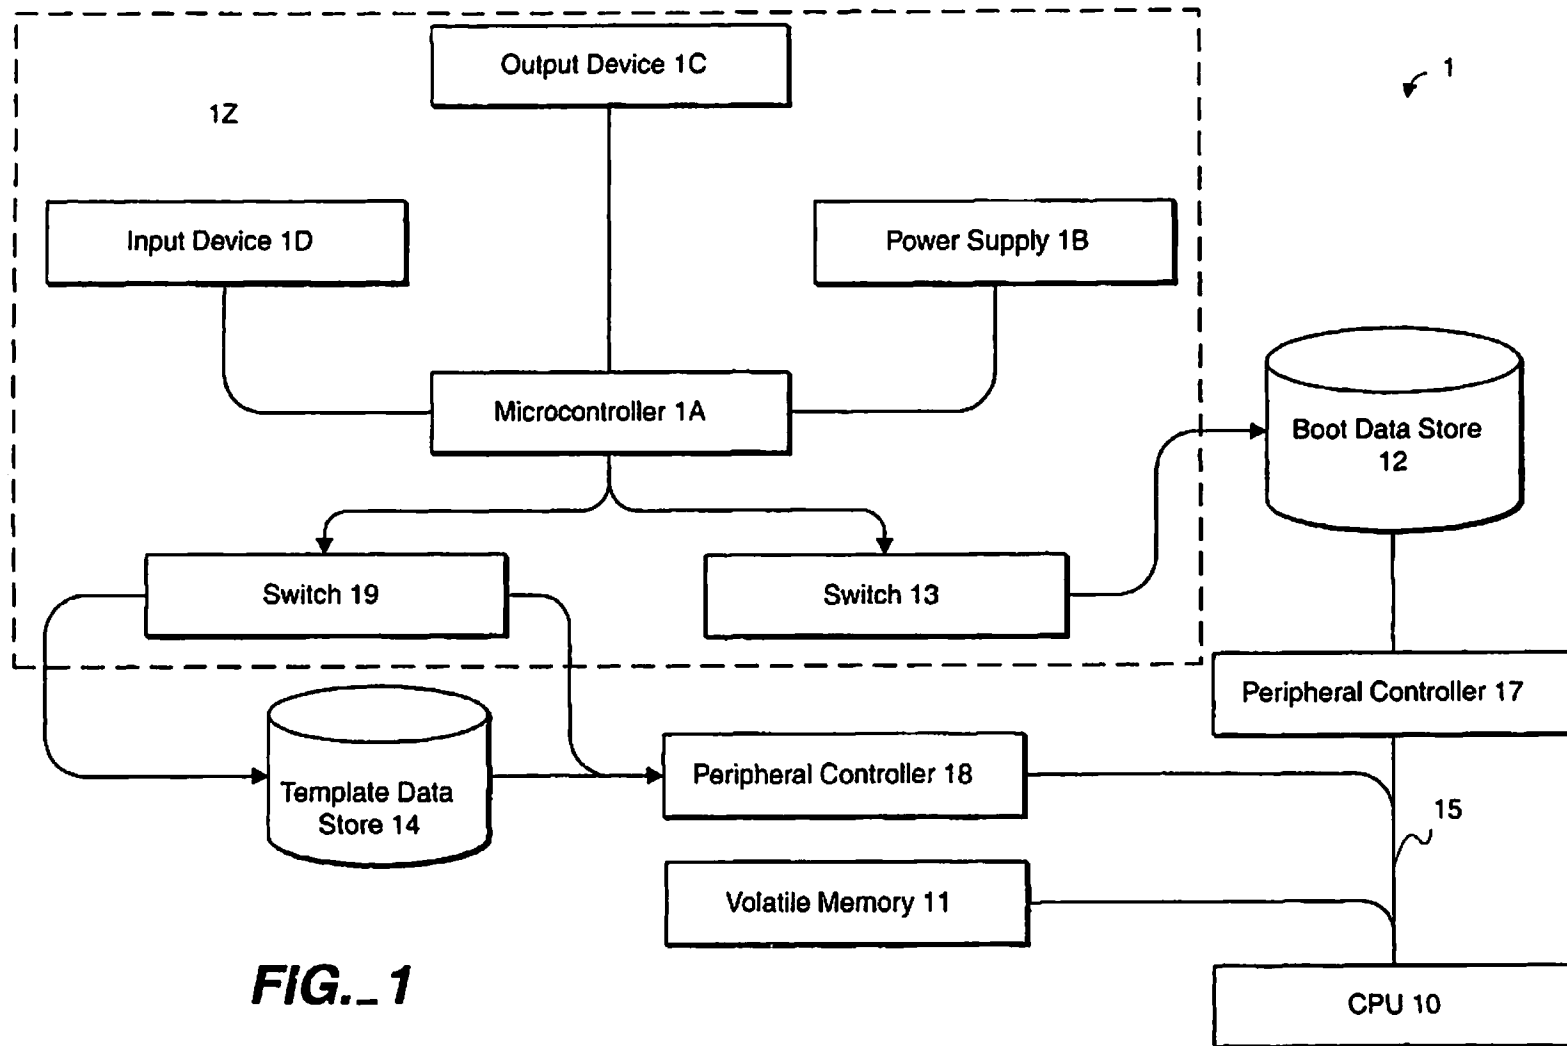 Output Device 1C
1
1Z
Input Device 1D
Power Supply 1B
Microcontroller 1A
Boot Data Store
12
Switch 19
Switch 13
Peripheral Controller 17
Template Data
Store 14
Peripheral Controller 18
15
Volatile Memory 11
FIG._1
CPU 10